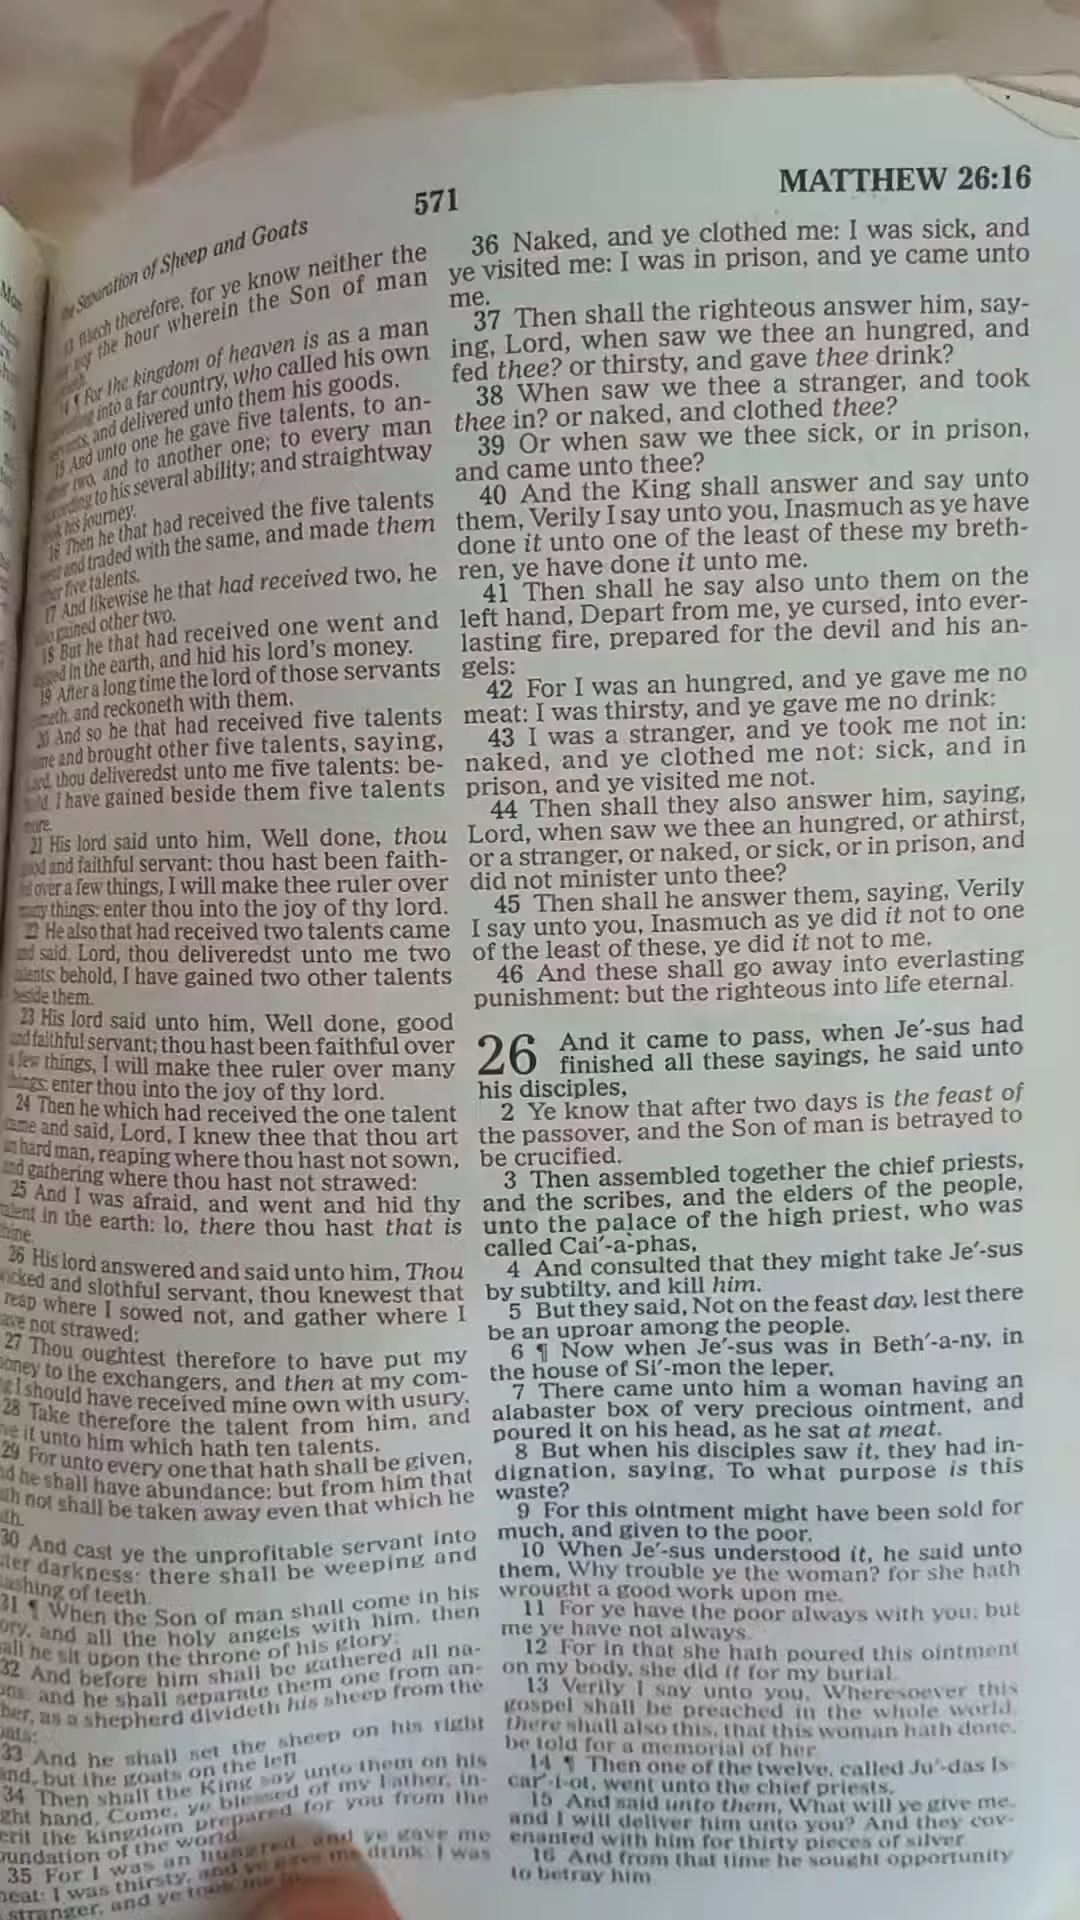 571
MATTHEW 26:16
Separation of Sheep and Goats
13 Watch therefore, for ye know neither the
the hour wherein the Son of man
14 ¶ For the kingdom of heaven is as a man
into a far country, who called his own
and delivered unto them his goods.
15 And unto one he gave five talents, to an-
two, and to another one; to every man
to his several ability; and straightway
his journey.
16 Then he that had received the five talents
and traded with the same, and made them
five talents.
17 And likewise he that had received two, he
gained other two.
18 But he that had received one went and
in the earth, and hid his lord's money.
19 After a long time the lord of those servants
and reckoneth with them.
20 And so he that had received five talents
and brought other five talents, saying,
thou deliveredst unto me five talents: be-
I have gained beside them five talents
more.
21 His lord said unto him, Well done, thou
and faithful servant: thou hast been faith-
over a few things, I will make thee ruler over
many things: enter thou into the joy of thy lord.
22 He also that had received two talents came
and said, Lord, thou deliveredst unto me two
talents: behold, I have gained two other talents
beside them.
23 His lord said unto him, Well done, good
and faithful servant; thou hast been faithful over
a few things, I will make thee ruler over many
things: enter thou into the joy of thy lord.
24 Then he which had received the one talent
came and said, Lord, I knew thee that thou art
an hard man, reaping where thou hast not sown,
and gathering where thou hast not strawed:
25 And I was afraid, and went and hid thy
in the earth: lo, there thou hast that is
26 His lord answered and said unto him, Thou
and slothful servant, thou knewest that
reap where I sowed not, and gather where I
not strawed:
27 Thou oughtest therefore to have put my
to the exchangers, and then at my com-
I should have received mine own with usury.
28 Take therefore the talent from him, and
it unto him which hath ten talents.
29 For unto every one that hath shall be given,
he shall have abundance: but from him that
not shall be taken away even that which he
30 And cast ye the unprofitable servant into
darkness: there shall be weeping and
of teeth.
31 ¶ When the Son of man shall come in his
and all the holy angels with him, then
he sit upon the throne of his glory:
32 And before him shall be gathered all na-
and he shall separate them one from an-
as a shepherd divideth his sheep from the
33 And he shall set the sheep on his right
but the goats on the left
34 Then shall the King say unto them on his
hand, Come, ye blessed of my Father, in-
the kingdom prepared for you from the
of the world:
35 For I was an hungred, and ye gave me
I was thirsty, and ye gave me drink: I was
stranger, and ye took me
36 Naked, and ye clothed me: I was sick, and
ye visited me: I was in prison, and ye came unto
me.
37 Then shall the righteous answer him, say-
ing, Lord, when saw we thee an hungred, and
fed thee? or thirsty, and gave thee drink?
38 When saw we thee a stranger, and took
thee in? or naked, and clothed thee?
39 Or when saw we thee sick, or in prison,
and came unto thee?
40 And the King shall answer and say unto
them, Verily I say unto you, Inasmuch as ye have
done it unto one of the least of these my breth-
ren, ye have done it unto me.
41 Then shall he say also unto them on the
left hand, Depart from me, ye cursed, into ever-
lasting fire, prepared for the devil and his an-
gels:
42 For I was an hungred, and ye gave me no
meat: I was thirsty, and ye gave me no drink:
43 I was a stranger, and ye took me not in:
naked, and ye clothed me not: sick, and in
prison, and ye visited me not.
44 Then shall they also answer him, saying,
Lord, when saw we thee an hungred, or athirst,
or a stranger, or naked, or sick, or in prison, and
did not minister unto thee?
45 Then shall he answer them, saying, Verily
I say unto you, Inasmuch as ye did it not to one
of the least of these, ye did it not to me.
46 And these shall go away into everlasting
punishment: but the righteous into life eternal.
26 And it came to pass, when Je′-sus had
finished all these sayings, he said unto
his disciples,
2 Ye know that after two days is the feast of
the passover, and the Son of man is betrayed to
be crucified.
3 Then assembled together the chief priests,
and the scribes, and the elders of the people,
unto the palace of the high priest, who was
called Cai′-a-phas,
4 And consulted that they might take Je′-sus
by subtilty, and kill him.
5 But they said, Not on the feast day, lest there
be an uproar among the people.
6 ¶ Now when Je′-sus was in Beth′-a-ny, in
the house of Si′-mon the leper,
7 There came unto him a woman having an
alabaster box of very precious ointment, and
poured it on his head, as he sat at meat.
8 But when his disciples saw it, they had in-
dignation, saying, To what purpose is this
waste?
9 For this ointment might have been sold for
much, and given to the poor.
10 When Je′-sus understood it, he said unto
them, Why trouble ye the woman? for she hath
wrought a good work upon me.
11 For ye have the poor always with you; but
me ye have not always.
12 For in that she hath poured this ointment
on my body, she did it for my burial.
13 Verily I say unto you, Wheresoever this
gospel shall be preached in the whole world,
there shall also this, that this woman hath done,
be told for a memorial of her.
14 ¶ Then one of the twelve, called Ju′-das Is-
car′-i-ot, went unto the chief priests,
15 And said unto them, What will ye give me,
and I will deliver him unto you? And they cov-
enanted with him for thirty pieces of silver.
16 And from that time he sought opportunity
to betray him.